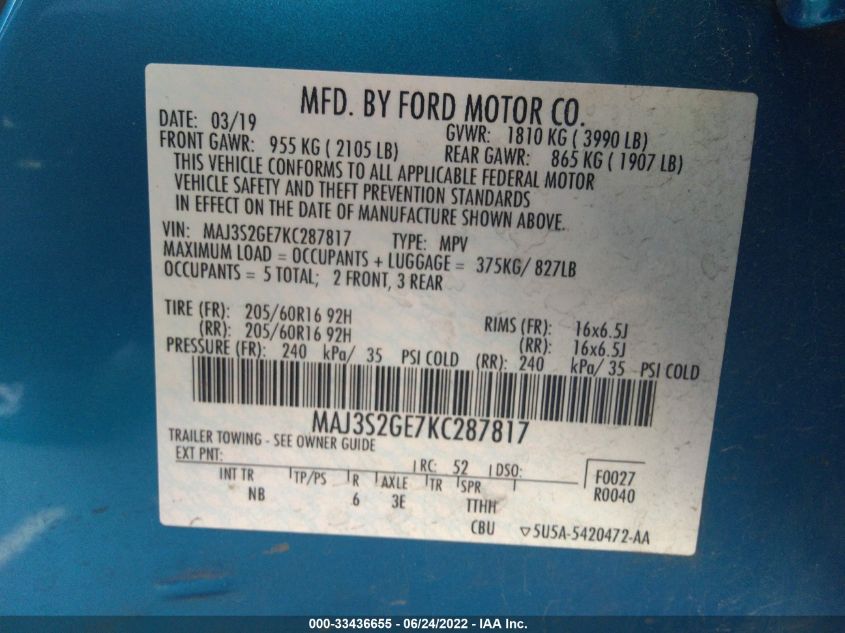 MFD. BY FORD MOTOR CO.
DATE: 03/19 GVWR: 1810 KG ( 3990 LB)
FRONT GAWR: 955 KG ( 2105 LB) REAR GAWR: 865 KG ( 1907 LB)
THIS VEHICLE CONFORMS TO ALL APPLICABLE FEDERAL MOTOR
VEHICLE SAFETY AND THEFT PREVENTION STANDARDS
IN EFFECT ON THE DATE OF MANUFACTURE SHOWN ABOVE.
VIN: MAJ3S2GE7KC287817 TYPE: MPV
MAXIMUM LOAD = OCCUPANTS + LUGGAGE = 375KG/ 827LB
OCCUPANTS = 5 TOTAL; 2 FRONT, 3 REAR
TIRE (FR): 205/60R16 92H RIMS (FR): 16x6.5J
(RR): 205/60R16 92H (RR): 16x6.5J
PRESSURE (FR): 240 kPa/ 35 PSI COLD (RR): 240 kPa/ 35 PSI COLD
MAJ3S2GE7KC287817
TRAILER TOWING - SEE OWNER GUIDE
EXT PNT: RC: 52 DSO: F0027
INT TR TP/PS R AXLE TR SPR R0040
NB 6 3E TTHH
CBU ▽5U5A-5420472-AA
000-33436655 - 06/24/2022 - IAA Inc.